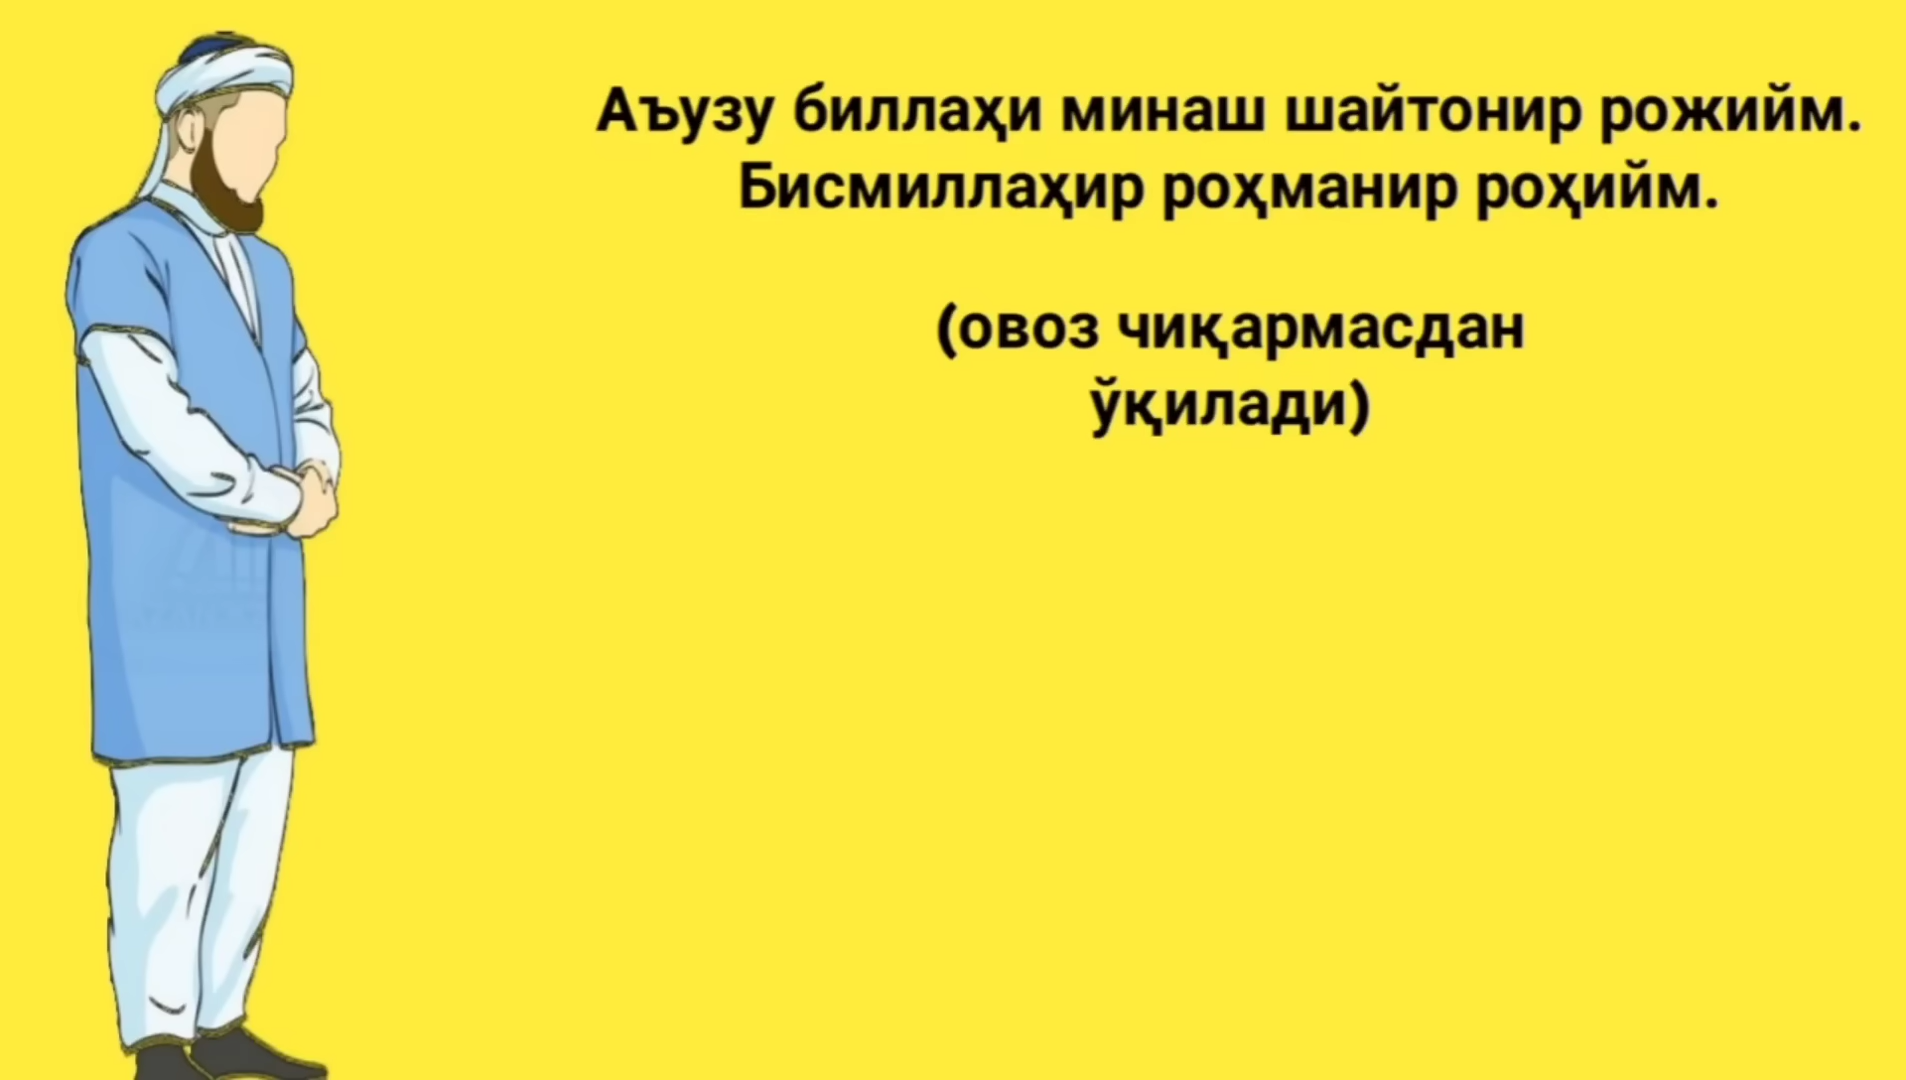 Аъузу биллаҳи минаш шайтонир рожийм.
Бисмиллаҳир роҳманир роҳийм.
(овоз чиқармасдан
ўқилади)